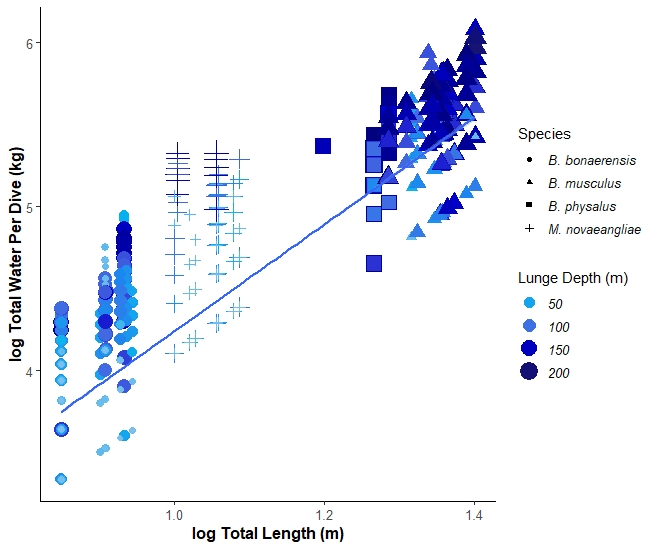 log Total Water Per Dive (kg)
6
5
4
1.0
1.2
1.4
log Total Length (m)
Species
B. bonaerensis
B. musculus
B. physalus
M. novaeangliae
Lunge Depth (m)
50
100
150
200